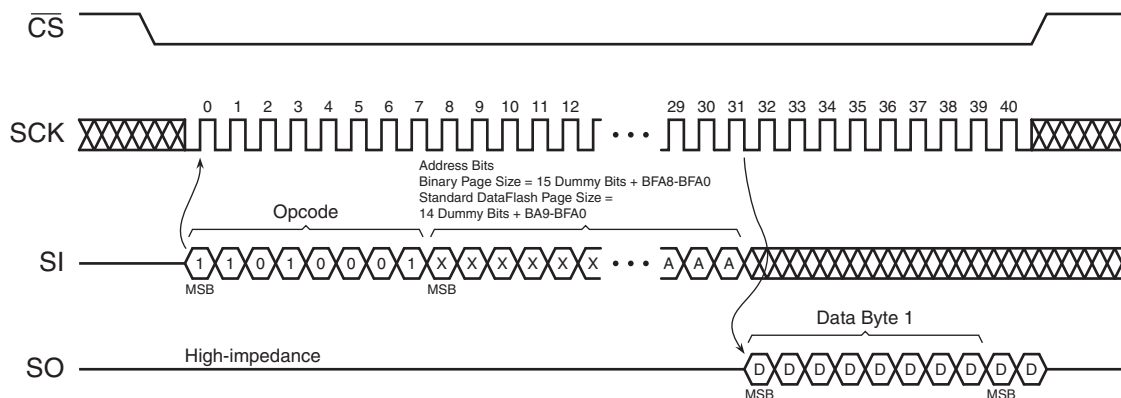 CS
0 1 2 3 4 5 6 7 8 9 10 11 12 29 30 31 32 33 34 35 36 37 38 39 40
SCK
Address Bits
Binary Page Size = 15 Dummy Bits + BFA8-BFA0
Standard DataFlash Page Size =
14 Dummy Bits + BA9-BFA0
Opcode
SI 1 1 0 1 0 0 0 1 X X X X X X A A A
MSB MSB
Data Byte 1
High-impedance
SO D D D D D D D D D D
MSB MSB